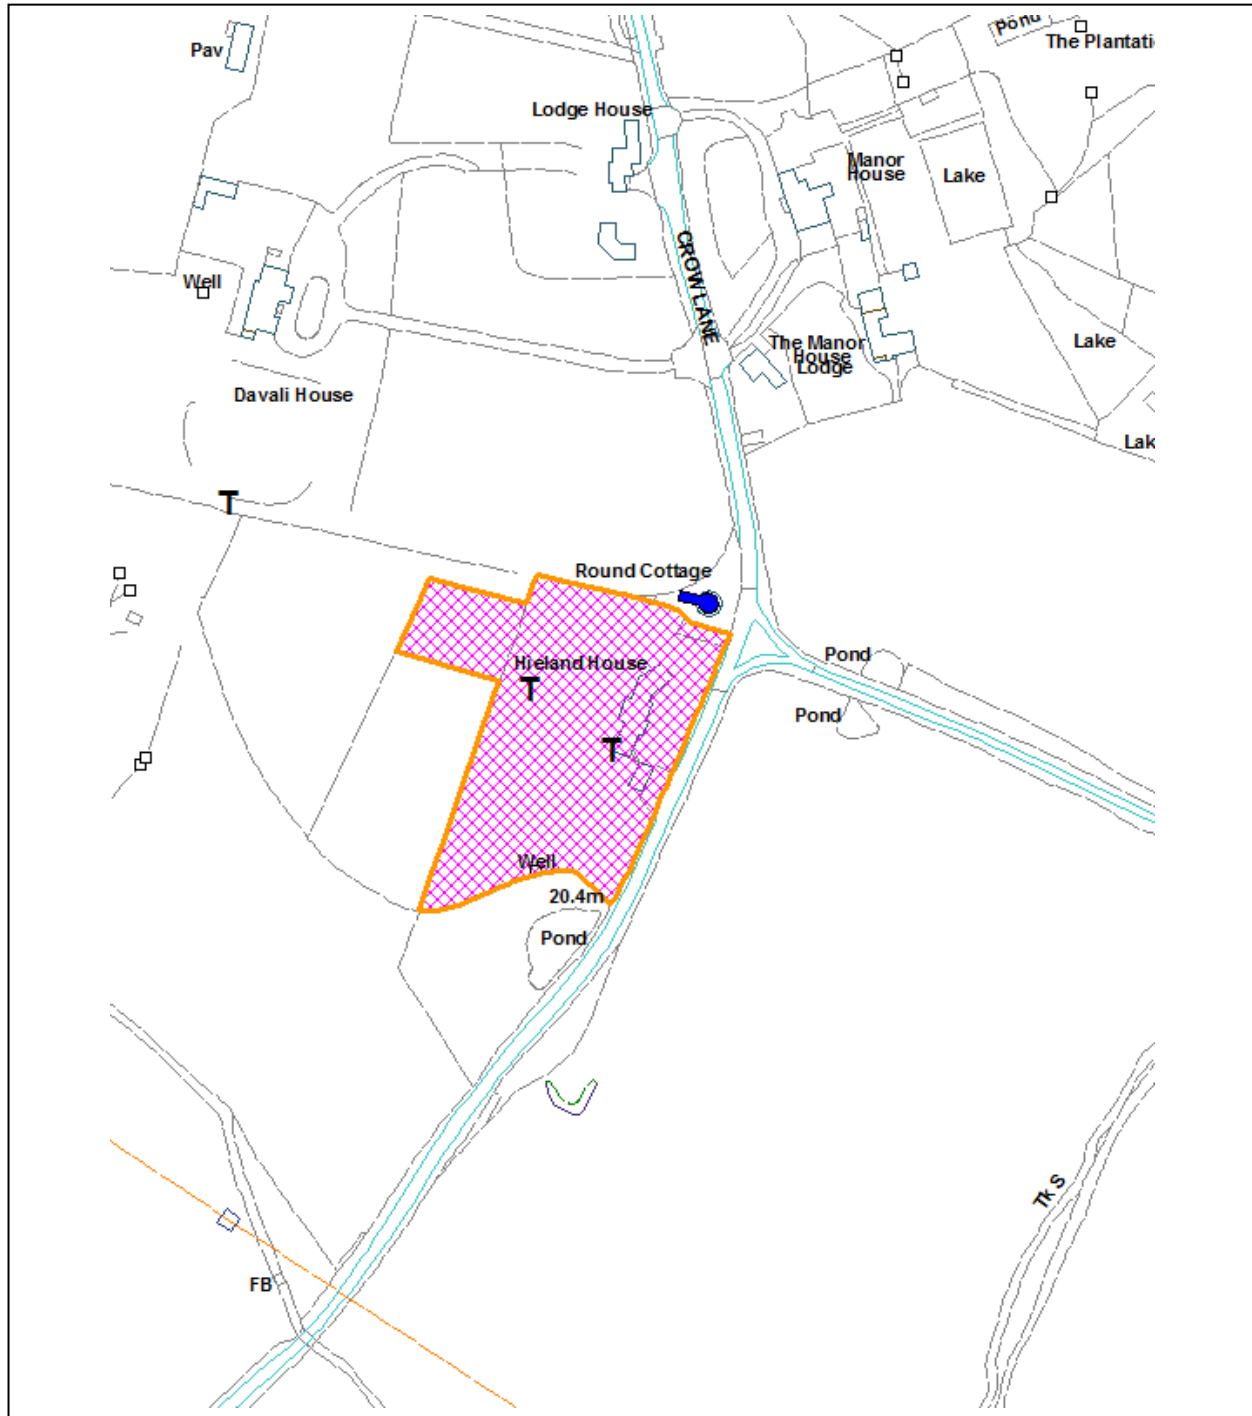 Pond
The Plantati
Pav
Lodge House
Manor
House
Lake
CROW LANE
Well
The Manor
House
Lodge
Lake
Davali House
Lak
T
Round Cottage
Hieland House
T
Pond
Pond
T
Well
20.4m
Pond
Tk S
FB